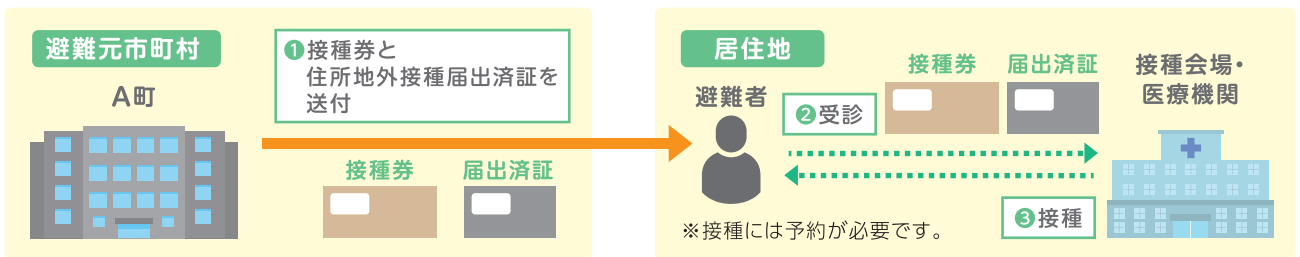 避難元市町村
A町
❶接種券と
住所地外接種届出済証を
送付
接種券
届出済証
居住地
避難者
❷受診
接種券
届出済証
接種会場・
医療機関
❸接種
※接種には予約が必要です。